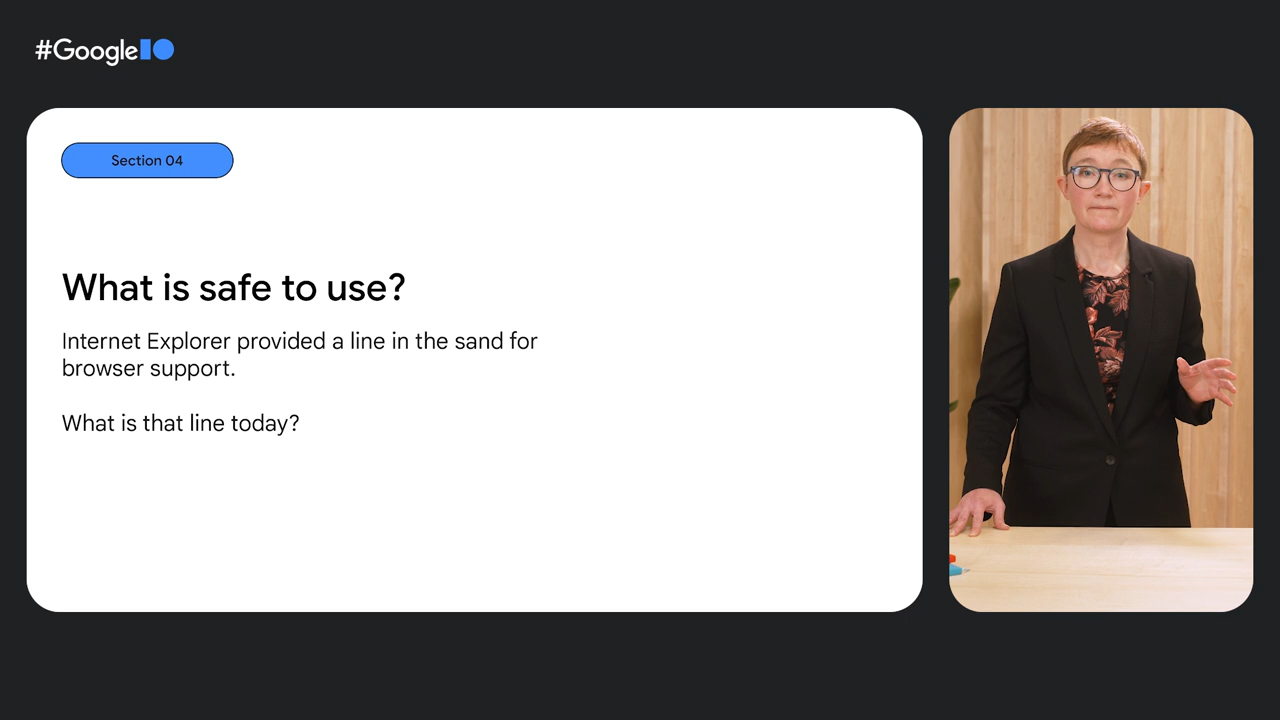 #GoogleIO
Section 04
What is safe to use?
Internet Explorer provided a line in the sand for
browser support.
What is that line today?